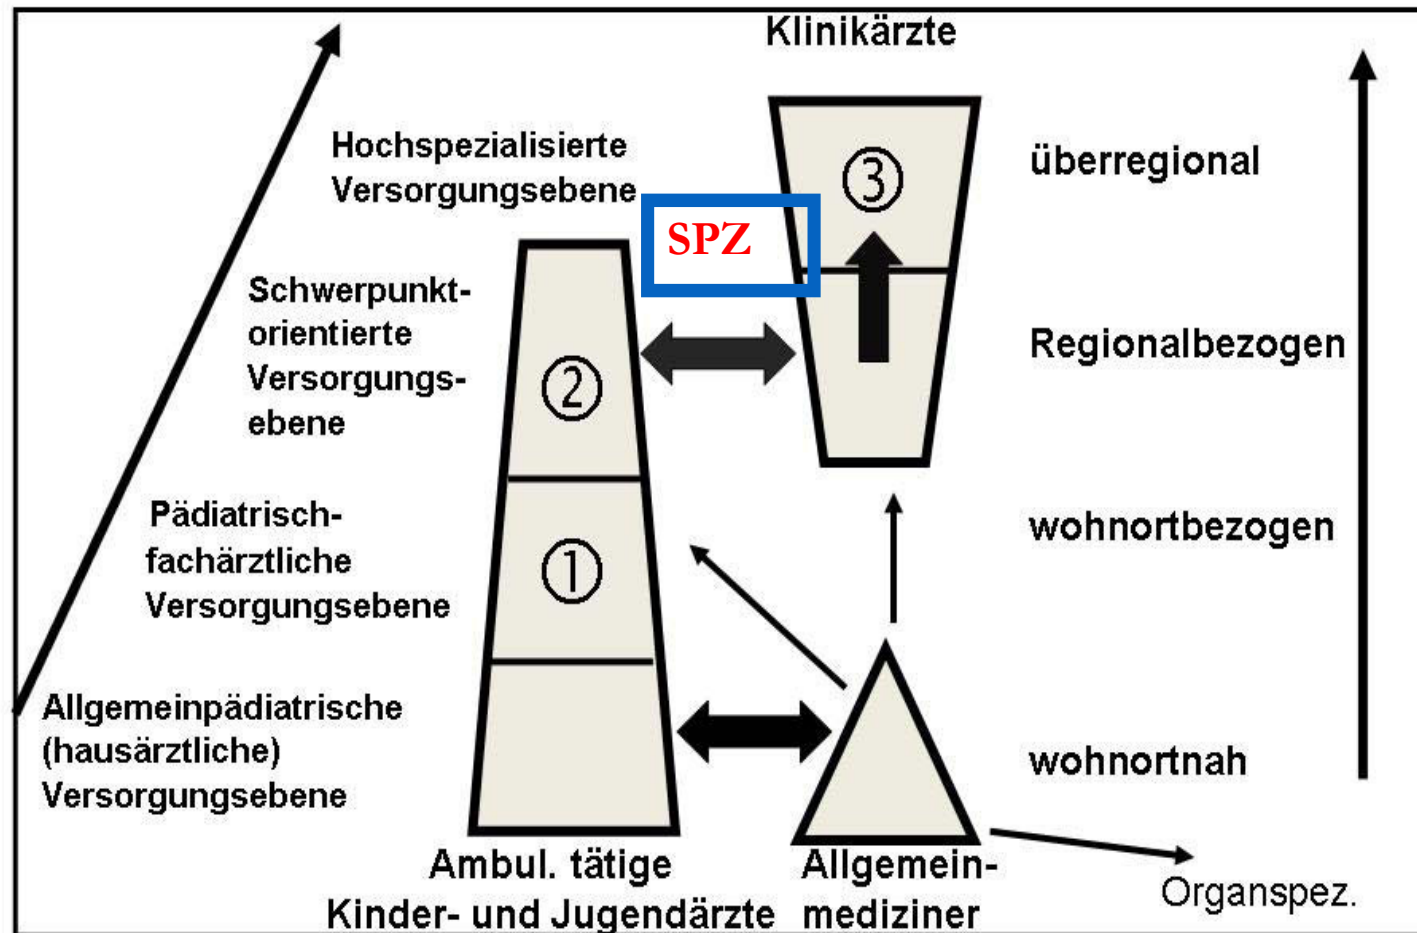 Klinikärzte
Hochspezialisierte
Versorgungsebene
③
überregional
SPZ
Schwerpunkt-
orientierte
Versorgungs-
ebene
②
Regionalbezogen
Pädiatrisch-
fachärztliche
Versorgungsebene
①
wohnortbezogen
Allgemeinpädiatrische
(hausärztliche)
Versorgungsebene
wohnortnah
Ambul. tätige
Kinder- und Jugendärzte
Allgemein-
mediziner
Organspez.